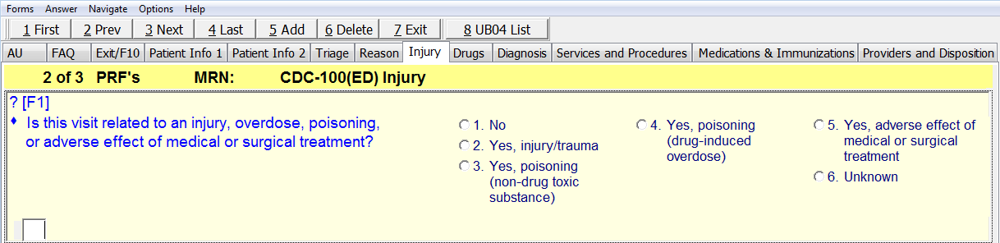 Forms Answer Navigate Options Help
1 First 2 Prev 3 Next 4 Last 5 Add 6 Delete 7 Exit 8 UB04 List
AU FAQ Exit/F10 Patient Info 1 Patient Info 2 Triage Reason Injury Drugs Diagnosis Services and Procedures Medications & Immunizations Providers and Disposition
2 of 3 PRF's MRN: CDC-100(ED) Injury
? [F1]
Is this visit related to an injury, overdose, poisoning,
or adverse effect of medical or surgical treatment?
1. No
2. Yes, injury/trauma
3. Yes, poisoning
(non-drug toxic
substance)
4. Yes, poisoning
(drug-induced
overdose)
5. Yes, adverse effect of
medical or surgical
treatment
6. Unknown